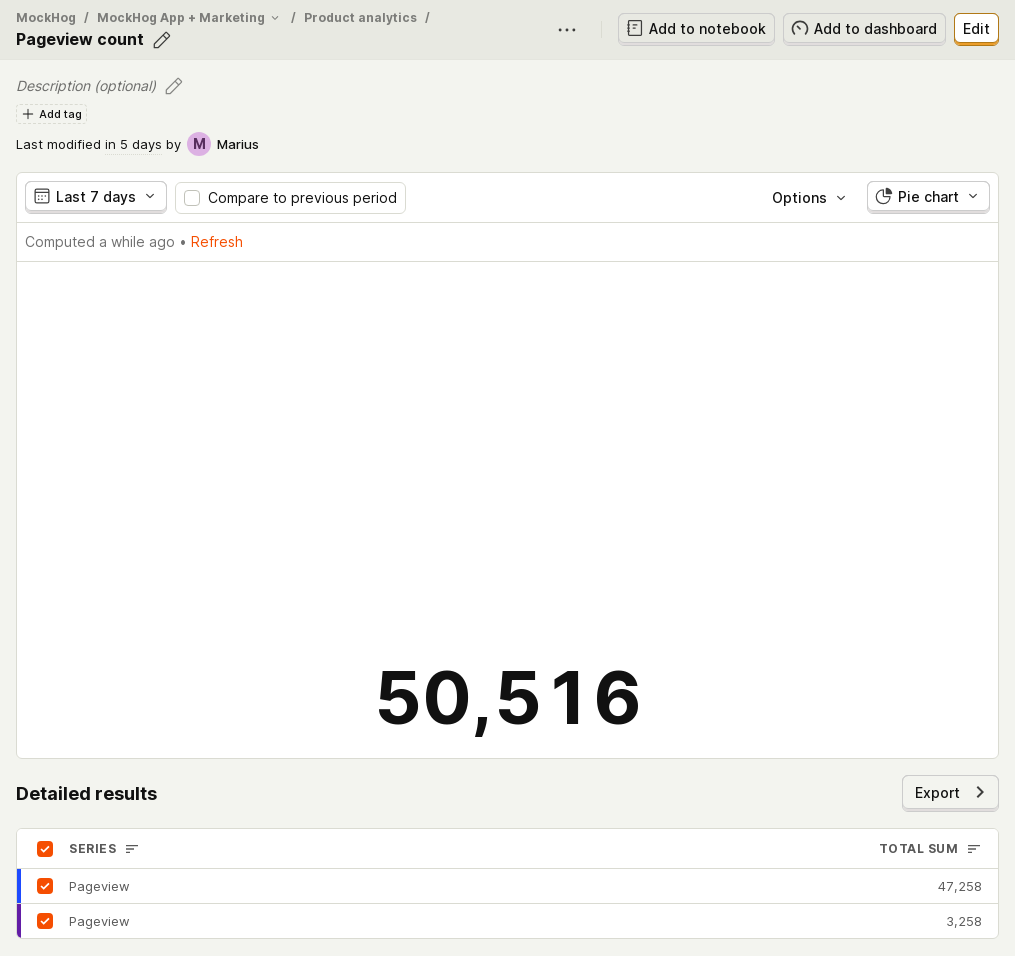 MockHog / MockHog App + Marketing / Product analytics /
Pageview count
Add to notebook
Add to dashboard
Edit
Description (optional)
Add tag
Last modified in 5 days by M Marius
Last 7 days
Compare to previous period
Options
Pie chart
Computed a while ago • Refresh
50,516
Detailed results
Export
SERIES TOTAL SUM
Pageview 47,258
Pageview 3,258